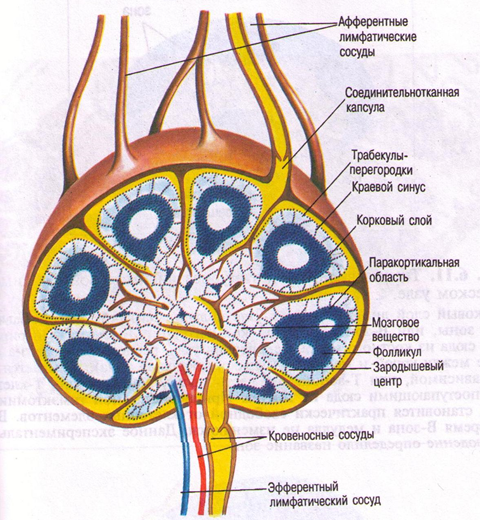 зона
Афферентные
лимфатические
сосуды
Соединительнотканная
капсула
Трабекулы-
перегородки
Краевой синус
Корковый слой
Паракортикальная
область
Мозговое
вещество
Фолликул
Зародышевый
центр
Кровеносные сосуды
Эфферентный
лимфатический сосуд